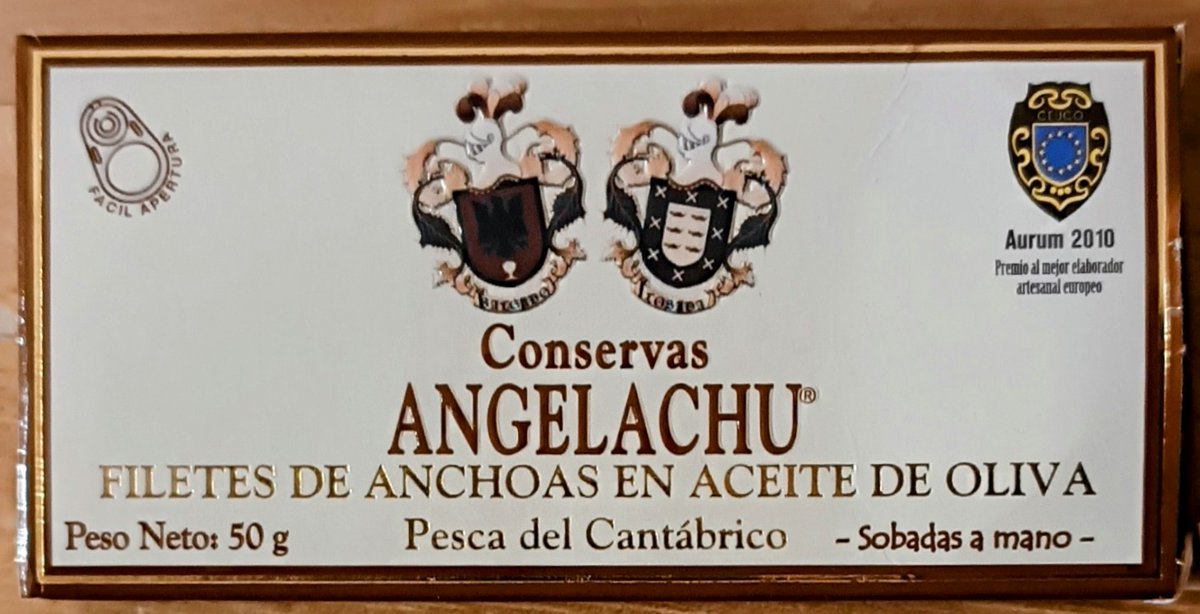 FACIL APERTURA
CEUCO
Aurum 2010
Premio al mejor elaborador
artesanal europeo
Conservas
ANGELACHU®
FILETES DE ANCHOAS EN ACEITE DE OLIVA
Peso Neto: 50 g
Pesca del Cantábrico
- Sobadas a mano -